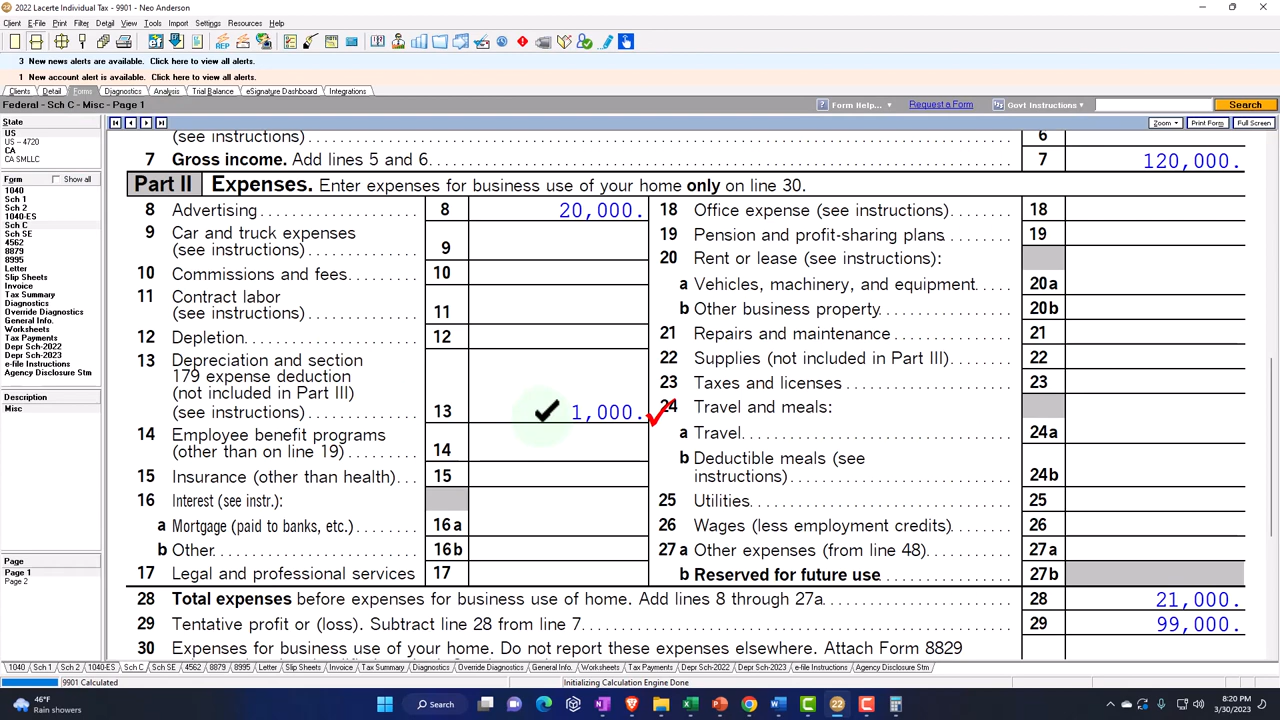 2022 Lacerte Individual Tax - 9901 - Neo Anderson
Client E-File Print Filter Detail View Tools Import Settings Resources Help
3 New news alerts are available. Click here to view all alerts.
1 New account alert is available. Click here to view all alerts.
Clients Detail Forms Diagnostics Analysis Trial Balance eSignature Dashboard Integrations
Federal - Sch C - Misc - Page 1
Form Help... Request a Form Govt Instructions Search
Zoom Print Form Full Screen
State
US
US - 4720
CA
CA SMLLC
Form Show all
1040
Sch 1
Sch 2
1040-ES
Sch C
Sch SE
4562
8879
8995
Letter
Slip Sheets
Invoice
Tax Summary
Diagnostics
Override Diagnostics
General Info.
Worksheets
Tax Payments
Depr Sch-2022
Depr Sch-2023
e-file Instructions
Agency Disclosure Stm
Description
Misc
Page
Page 1
Page 2
(see instructions) 6
7 Gross income. Add lines 5 and 6 7 120,000.
Part II Expenses. Enter expenses for business use of your home only on line 30.
8 Advertising 8 20,000.
9 Car and truck expenses
(see instructions) 9
10 Commissions and fees 10
11 Contract labor
(see instructions) 11
12 Depletion 12
13 Depreciation and section
179 expense deduction
(not included in Part III)
(see instructions) 13 1,000.
14 Employee benefit programs
(other than on line 19) 14
15 Insurance (other than health) 15
16 Interest (see instr.):
a Mortgage (paid to banks, etc.) 16a
b Other 16b
17 Legal and professional services 17
18 Office expense (see instructions) 18
19 Pension and profit-sharing plans 19
20 Rent or lease (see instructions):
a Vehicles, machinery, and equipment 20a
b Other business property 20b
21 Repairs and maintenance 21
22 Supplies (not included in Part III) 22
23 Taxes and licenses 23
24 Travel and meals:
a Travel 24a
b Deductible meals (see
instructions) 24b
25 Utilities 25
26 Wages (less employment credits) 26
27a Other expenses (from line 48) 27a
b Reserved for future use 27b
28 Total expenses before expenses for business use of home. Add lines 8 through 27a 28 21,000.
29 Tentative profit or (loss). Subtract line 28 from line 7 29 99,000.
30 Expenses for business use of your home. Do not report these expenses elsewhere. Attach Form 8829
1040 Sch 1 Sch 2 1040-ES Sch C Sch SE 4562 8879 8995 Letter Slip Sheets Invoice Tax Summary Diagnostics Override Diagnostics General Info. Worksheets Tax Payments Depr Sch-2022 Depr Sch-2023 e-file Instructions Agency Disclosure Stm
9901 Calculated Initializing Calculation Engine Done
46°F
Rain showers
Search
22
8:20 PM
3/30/2023